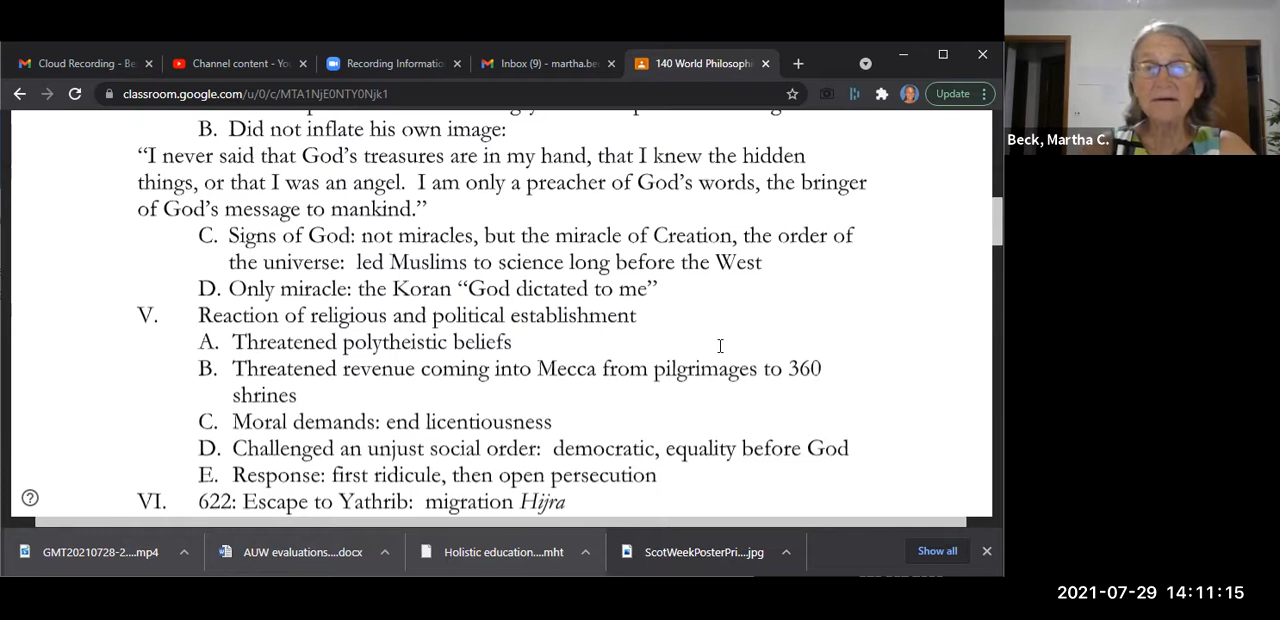 Cloud Recording - Be
Channel content - Yo
Recording Informatio
Inbox (9) - martha.be
140 World Philosophi
classroom.google.com/u/0/c/MTA1NjE0NTY0Njk1
Update
Beck, Martha C.
B. Did not inflate his own image:
“I never said that God’s treasures are in my hand, that I knew the hidden
things, or that I was an angel. I am only a preacher of God’s words, the bringer
of God’s message to mankind.”
C. Signs of God: not miracles, but the miracle of Creation, the order of
the universe: led Muslims to science long before the West
D. Only miracle: the Koran “God dictated to me”
V. Reaction of religious and political establishment
A. Threatened polytheistic beliefs
B. Threatened revenue coming into Mecca from pilgrimages to 360
shrines
C. Moral demands: end licentiousness
D. Challenged an unjust social order: democratic, equality before God
E. Response: first ridicule, then open persecution
VI. 622: Escape to Yathrib: migration Hijra
GMT20210728-2....mp4
AUW evaluations....docx
Holistic education....mht
ScotWeekPosterPri....jpg
Show all
2021-07-29 14:11:15